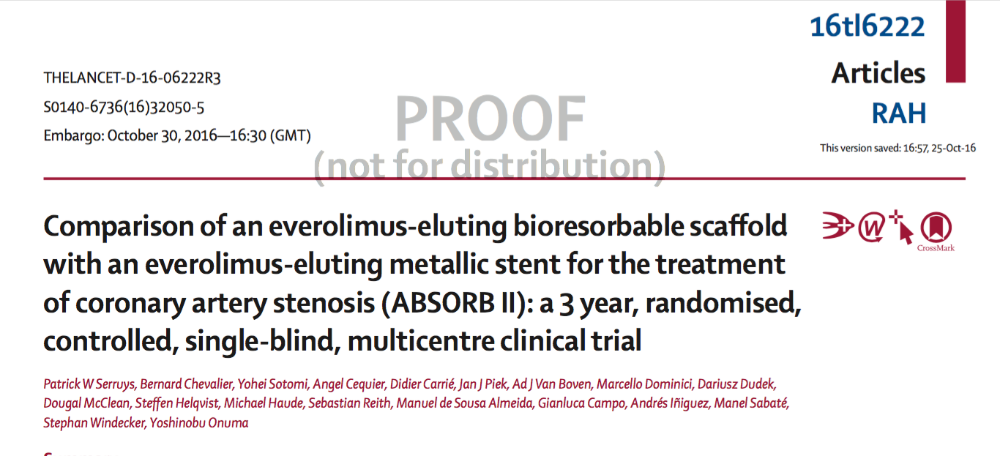 16tl6222
Articles
RAH
This version saved: 16:57, 25-Oct-16
THELANCET-D-16-06222R3
S0140-6736(16)32050-5
Embargo: October 30, 2016—16:30 (GMT)
PROOF
(not for distribution)
Comparison of an everolimus-eluting bioresorbable scaffold
with an everolimus-eluting metallic stent for the treatment
of coronary artery stenosis (ABSORB II): a 3 year, randomised,
controlled, single-blind, multicentre clinical trial
W
CrossMark
Patrick W Serruys, Bernard Chevalier, Yohei Sotomi, Angel Cequier, Didier Carrié, Jan J Piek, Ad J Van Boven, Marcello Dominici, Dariusz Dudek,
Dougal McClean, Steffen Helqvist, Michael Haude, Sebastian Reith, Manuel de Sousa Almeida, Gianluca Campo, Andrés Iñiguez, Manel Sabaté,
Stephan Windecker, Yoshinobu Onuma